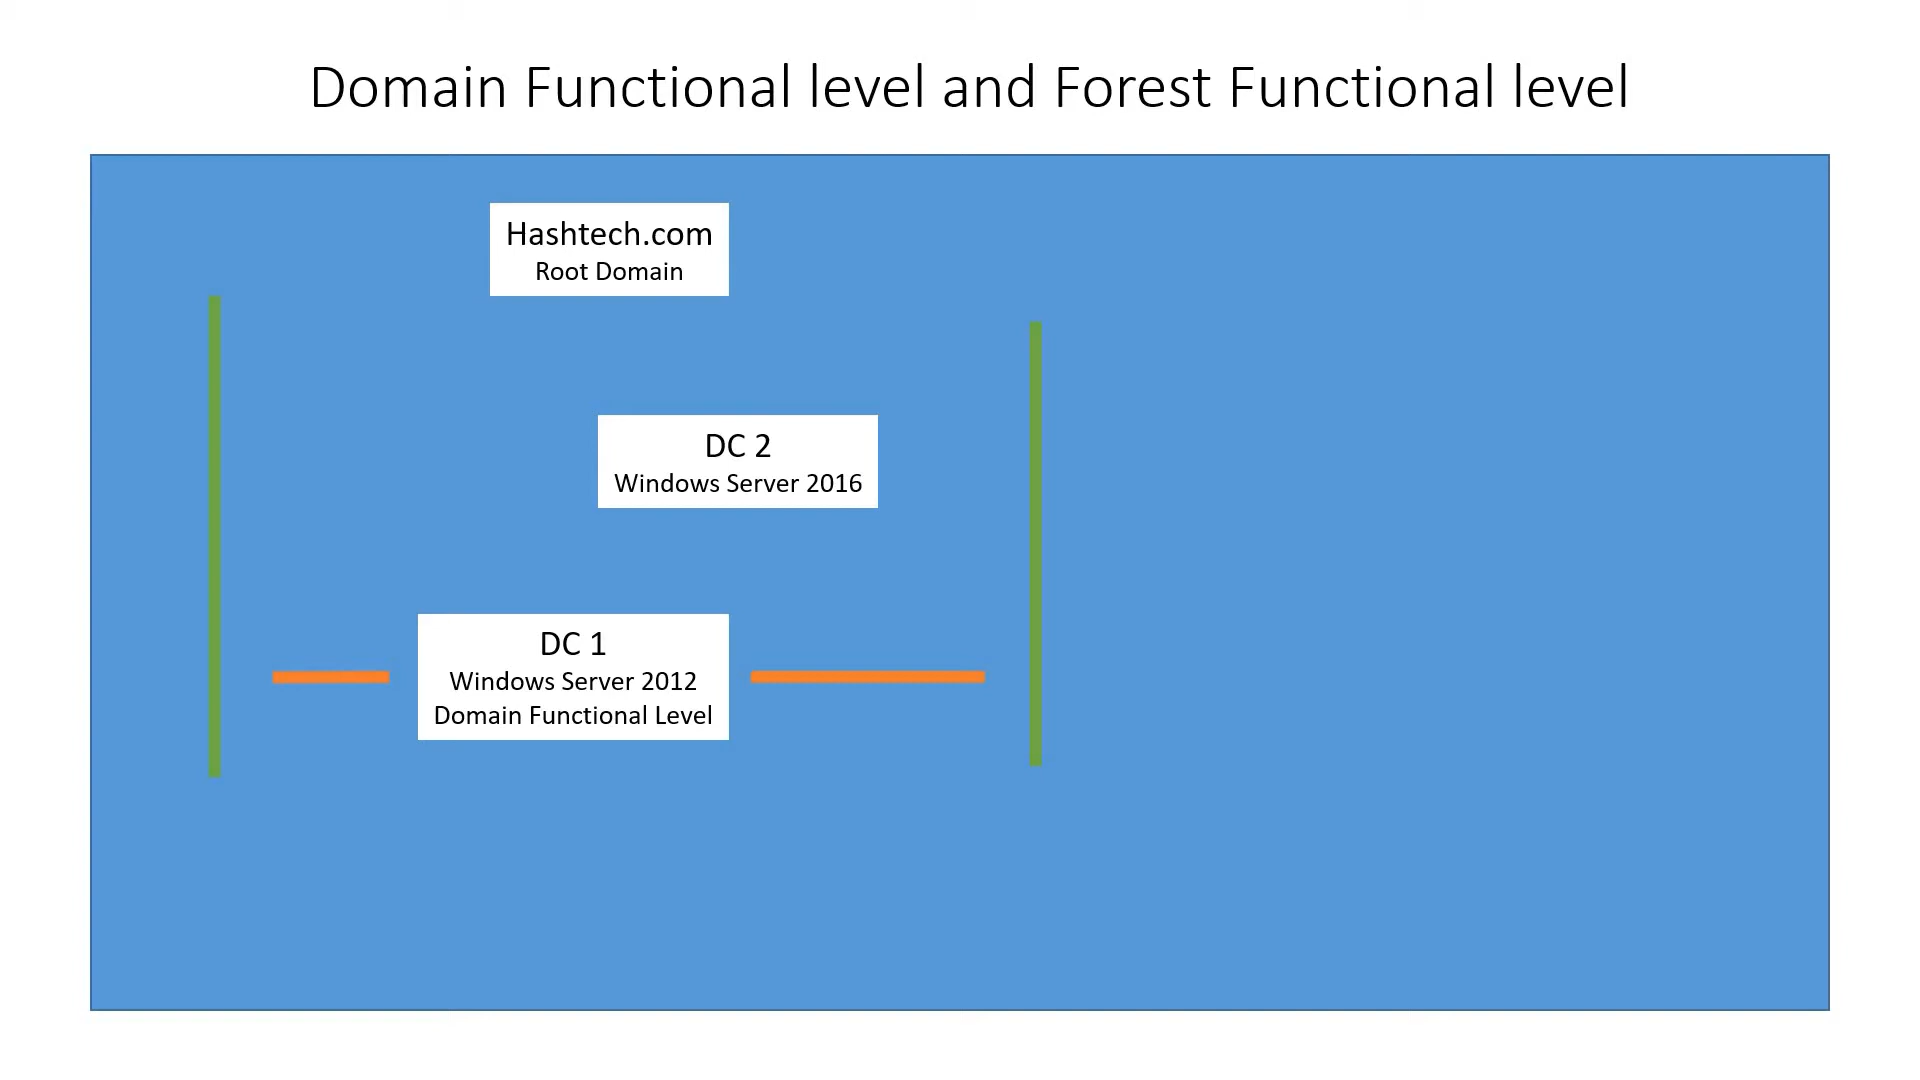 Domain Functional level and Forest Functional level
Hashtech.com
Root Domain
DC 2
Windows Server 2016
DC 1
Windows Server 2012
Domain Functional Level